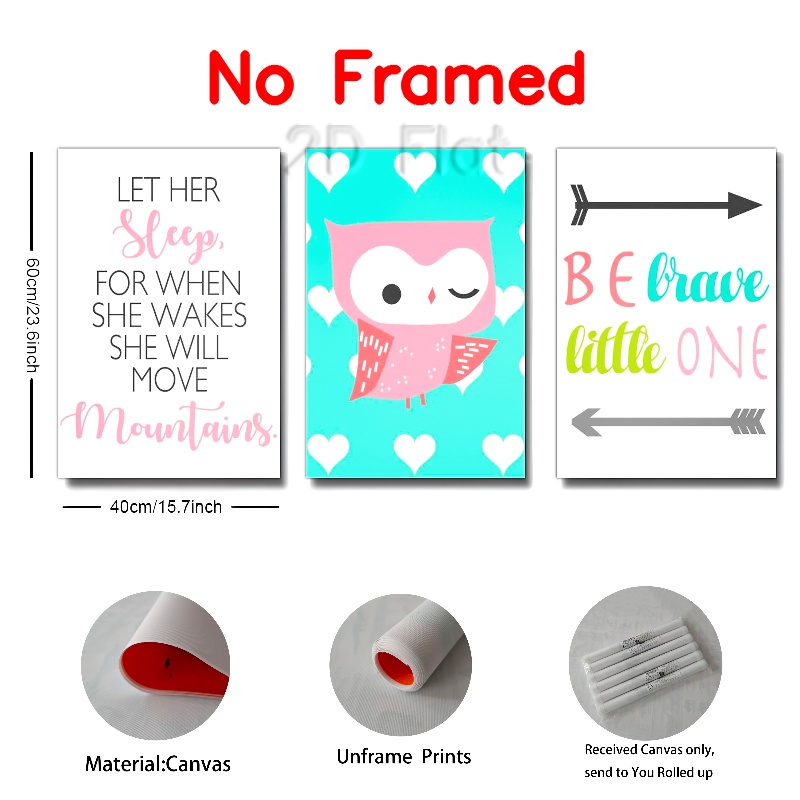 No Framed
2D Flat
LET HER
Sleep,
FOR WHEN
SHE WAKES
SHE WILL
MOVE
Mountains.
BE brave
little ONE
60cm/23.6inch
40cm/15.7inch
Material:Canvas
Unframe Prints
Received Canvas only,
send to You Rolled up